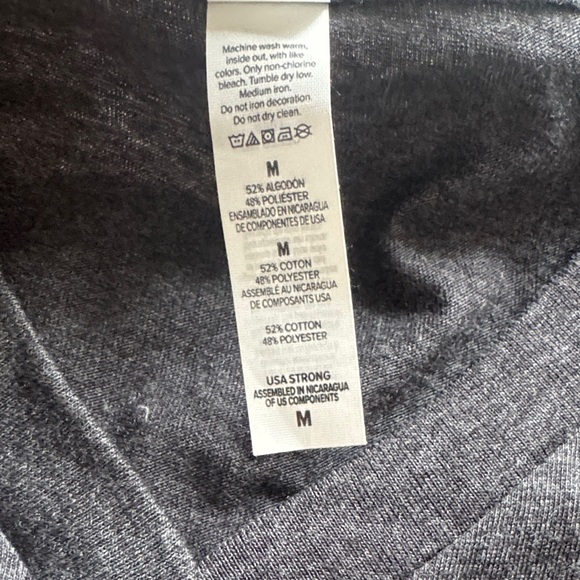 Machine wash warm,
inside out, with like
colors. Only non-chlorine
bleach. Tumble dry low.
Medium iron.
Do not iron decoration.
Do not dry clean.
M
52% ALGODÓN
48% POLIÉSTER
ENSAMBLADO EN NICARAGUA
DE COMPONENTES DE USA
M
52% COTON
48% POLYESTER
ASSEMBLÉ AU NICARAGUA
DE COMPOSANTS USA
52% COTTON
48% POLYESTER
USA STRONG
ASSEMBLED IN NICARAGUA
OF US COMPONENTS
M